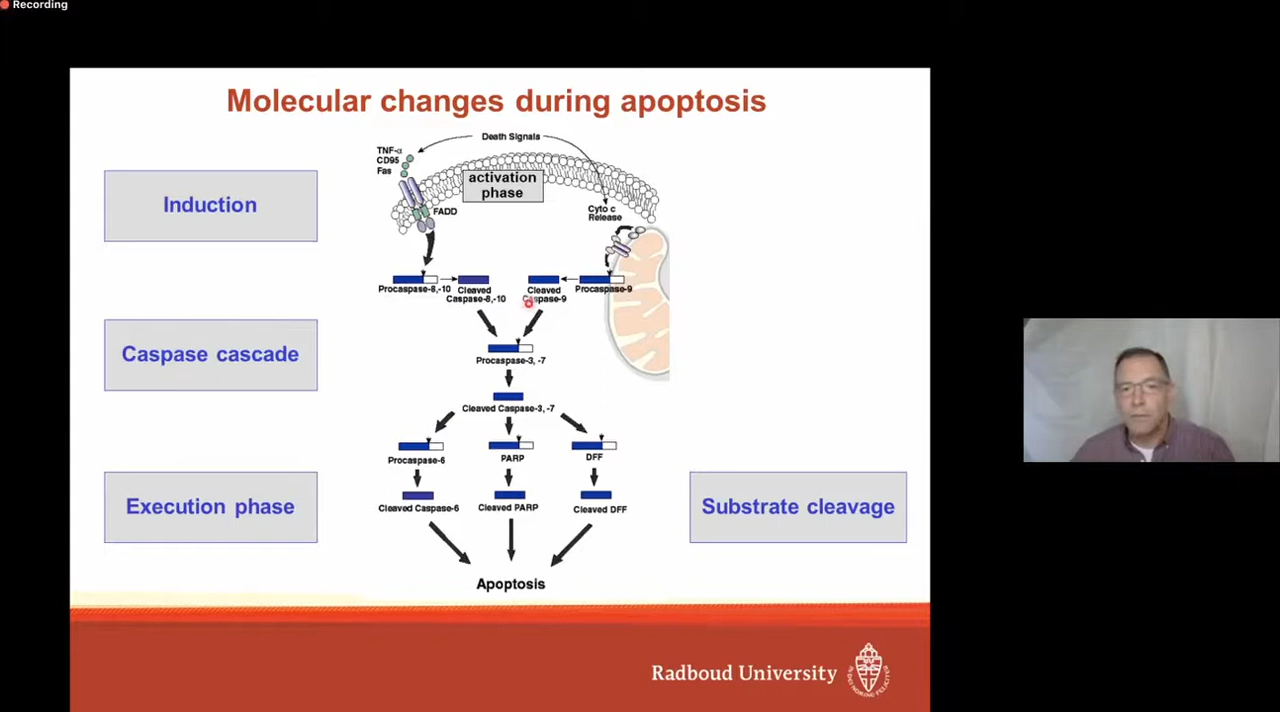 Recording
Molecular changes during apoptosis
Death Signals
TNF-α
CD95
Fas
activation
phase
Induction
FADD
Cyto c
Release
Procaspase-8,-10
Cleaved
Caspase-8,-10
Cleaved
Caspase-9
Procaspase-9
Caspase cascade
Procaspase-3, -7
Cleaved Caspase-3, -7
Procaspase-6
PARP
DFF
Execution phase
Cleaved Caspase-6
Cleaved PARP
Cleaved DFF
Substrate cleavage
Apoptosis
Radboud University